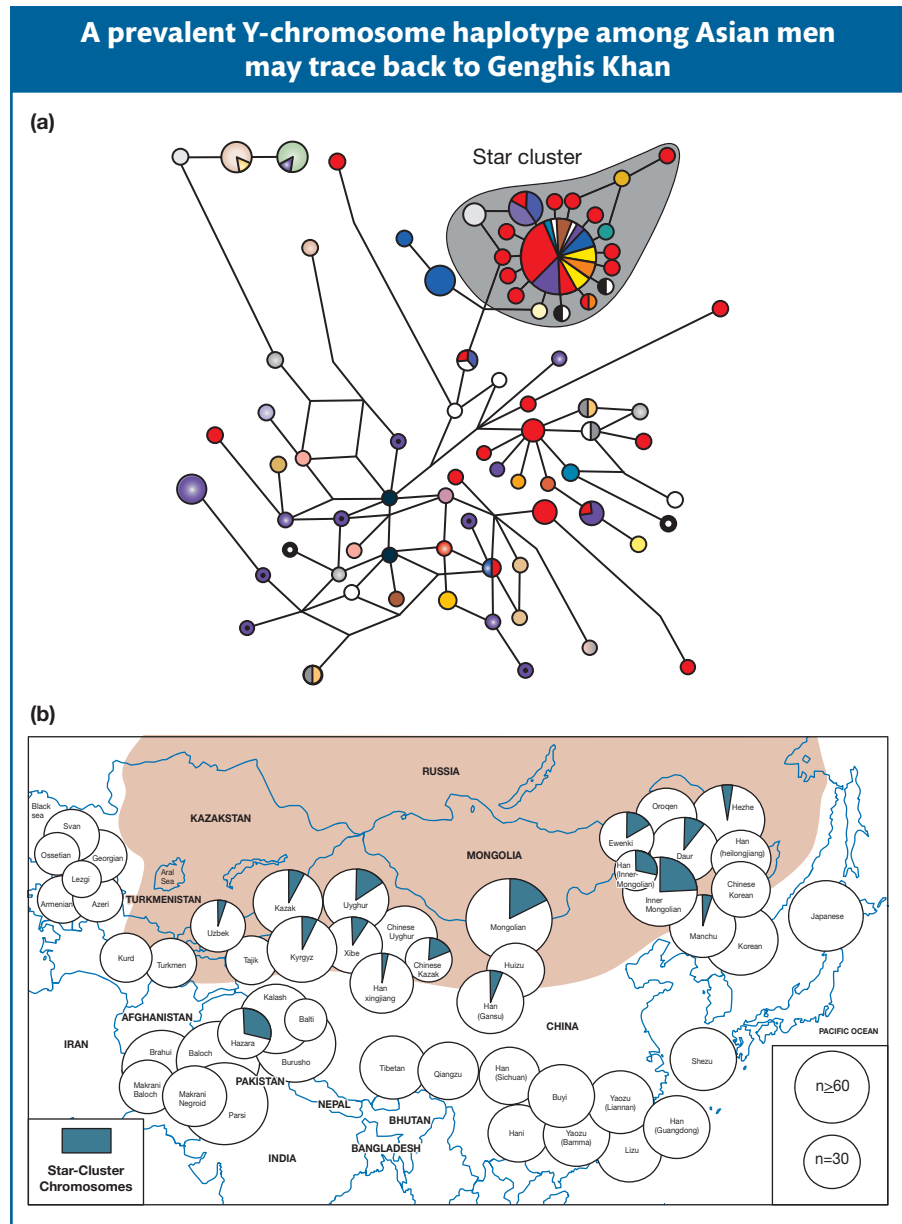 A prevalent Y-chromosome haplotype among Asian men
may trace back to Genghis Khan
(a)
Star cluster
(b)
RUSSIA
KAZAKSTAN
MONGOLIA
Black
sea
Svan
Ossetian
Georgian
Lezgi
Armenian
Azeri
Aral
Sea
TURKMENISTAN
Uzbek
Kazak
Uyghur
Kurd
Turkmen
Tajik
Kyrgyz
Xibe
Chinese
Uyghur
Chinese
Kazak
Han
xingjiang
Mongolian
Huizu
Han
(Gansu)
Oroqen
Hezhe
Ewenki
Daur
Han
(heilongjiang)
Han
(Inner-
Mongolian)
Inner
Mongolian
Chinese
Korean
Manchu
Korean
Japanese
Kalash
AFGHANISTAN
Hazara
Balti
IRAN
Brahui
Baloch
Burusho
Makrani
Baloch
Makrani
Negroid
PAKISTAN
Parsi
CHINA
PACIFIC OCEAN
Tibetan
Qiangzu
Han
(Sichuan)
Shezu
NEPAL
BHUTAN
BANGLADESH
INDIA
Buyi
Yaozu
(Liannan)
Hani
Yaozu
(Bamma)
Lizu
Han
(Guangdong)
Star-Cluster
Chromosomes
n≥60
n=30